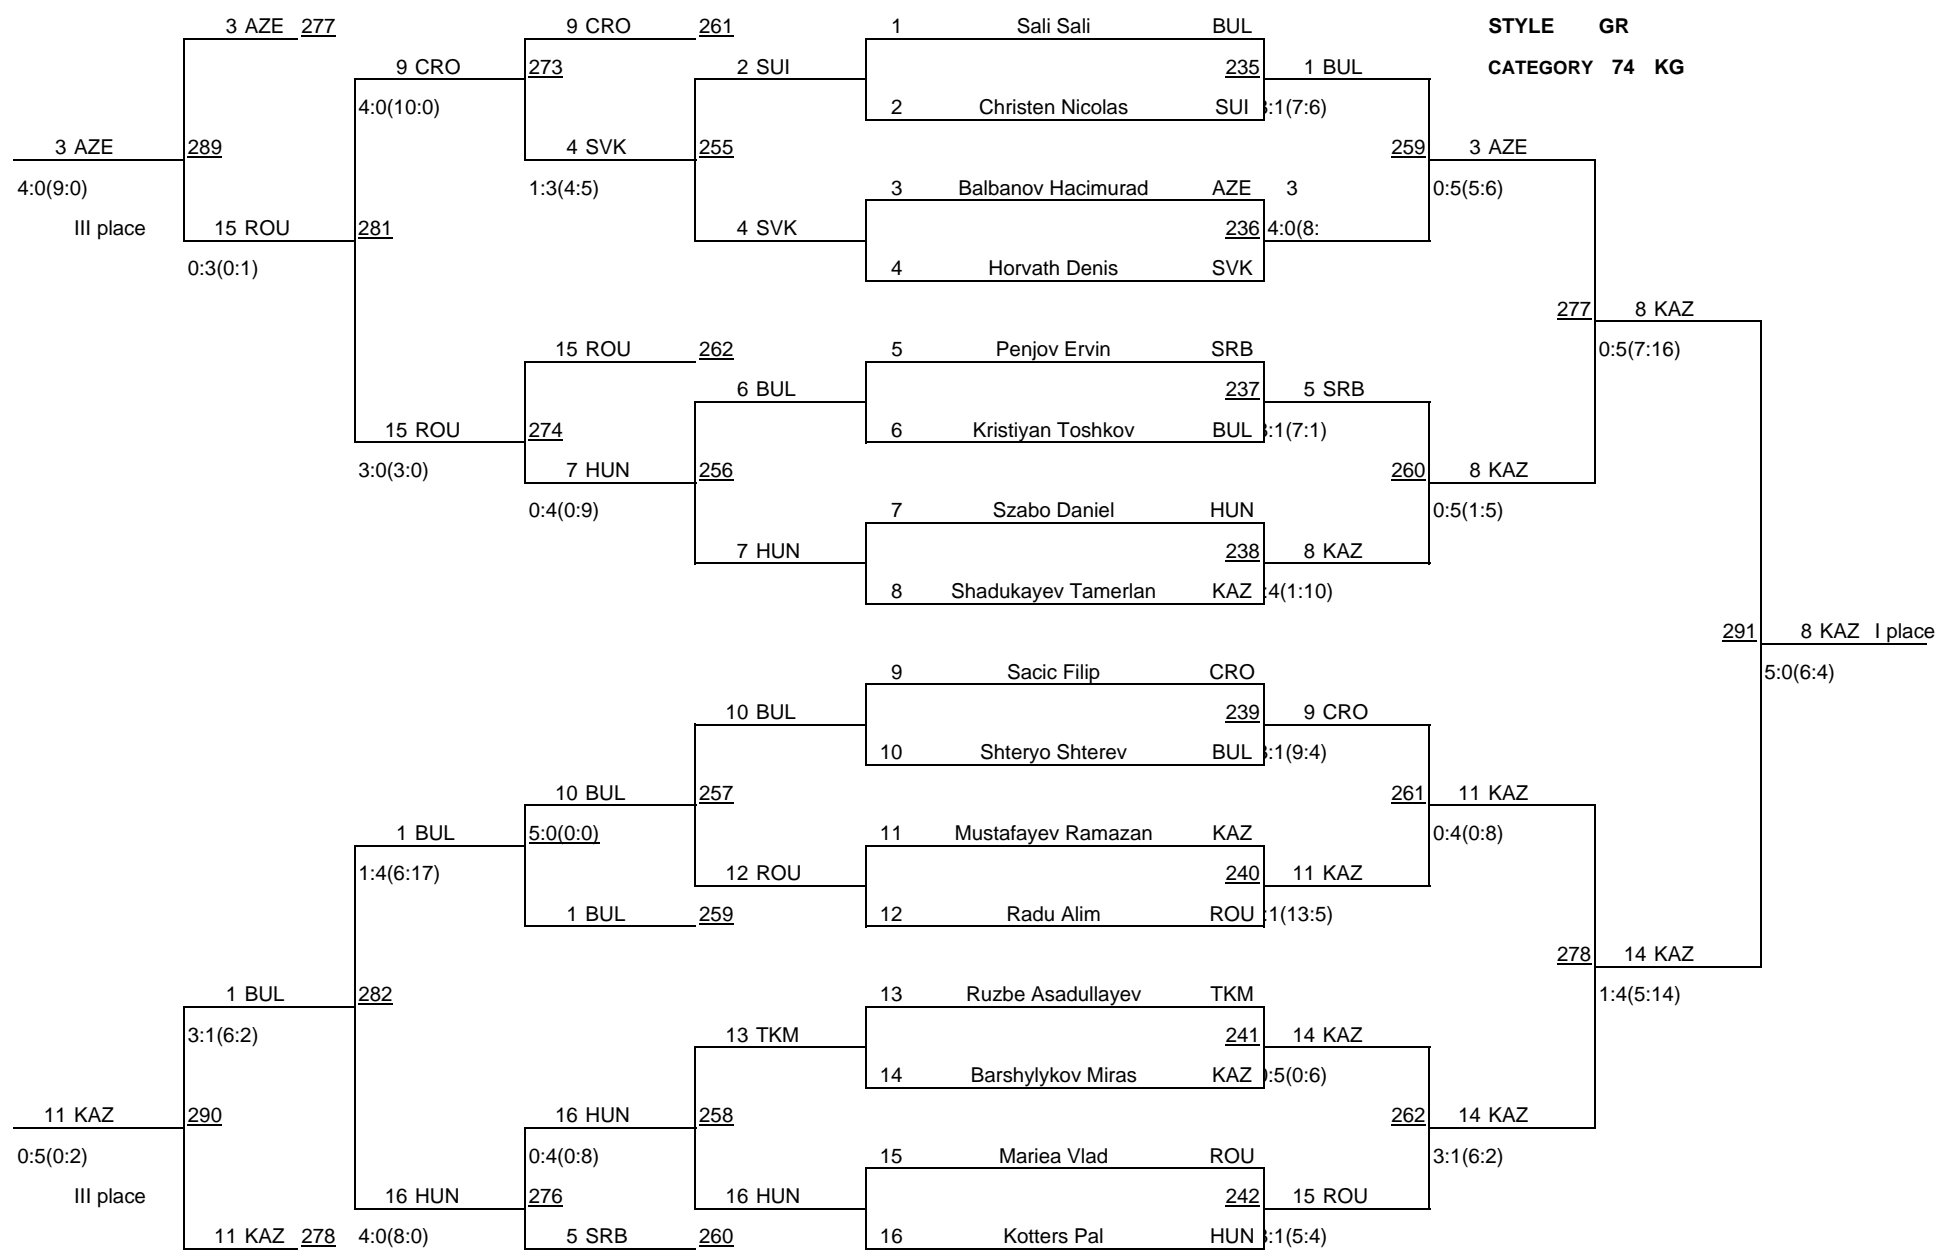 3 AZE 277 9 CRO 261 1 Sali Sali BUL STYLE GR
9 CRO 273 2 SUI 235 1 BUL CATEGORY 74 KG
4:0(10:0) 2 Christen Nicolas SUI :1(7:6)
3 AZE 289 4 SVK 255 259 3 AZE
4:0(9:0) 1:3(4:5) 3 Balbanov Hacimurad AZE 3 0:5(5:6)
III place 15 ROU 281 4 SVK 236 4:0(8:
0:3(0:1) 4 Horvath Denis SVK
277 8 KAZ
15 ROU 262 5 Penjov Ervin SRB 0:5(7:16)
6 BUL 237 5 SRB
15 ROU 274 6 Kristiyan Toshkov BUL :1(7:1)
3:0(3:0) 7 HUN 256 260 8 KAZ
0:4(0:9) 7 Szabo Daniel HUN 0:5(1:5)
7 HUN 238 8 KAZ
8 Shadukayev Tamerlan KAZ :4(1:10)
291 8 KAZ I place
9 Sacic Filip CRO 5:0(6:4)
10 BUL 239 9 CRO
10 Shteryo Shterev BUL :1(9:4)
10 BUL 257 261 11 KAZ
1 BUL 5:0(0:0) 11 Mustafayev Ramazan KAZ 0:4(0:8)
1:4(6:17) 12 ROU 240 11 KAZ
1 BUL 259 12 Radu Alim ROU :1(13:5)
278 14 KAZ
1 BUL 282 13 Ruzbe Asadullayev TKM 1:4(5:14)
3:1(6:2) 13 TKM 241 14 KAZ
14 Barshylykov Miras KAZ :5(0:6)
11 KAZ 290 16 HUN 258 262 14 KAZ
0:5(0:2) 0:4(0:8) 15 Mariea Vlad ROU 3:1(6:2)
III place 16 HUN 276 16 HUN 242 15 ROU
11 KAZ 278 4:0(8:0) 5 SRB 260 16 Kotters Pal HUN :1(5:4)